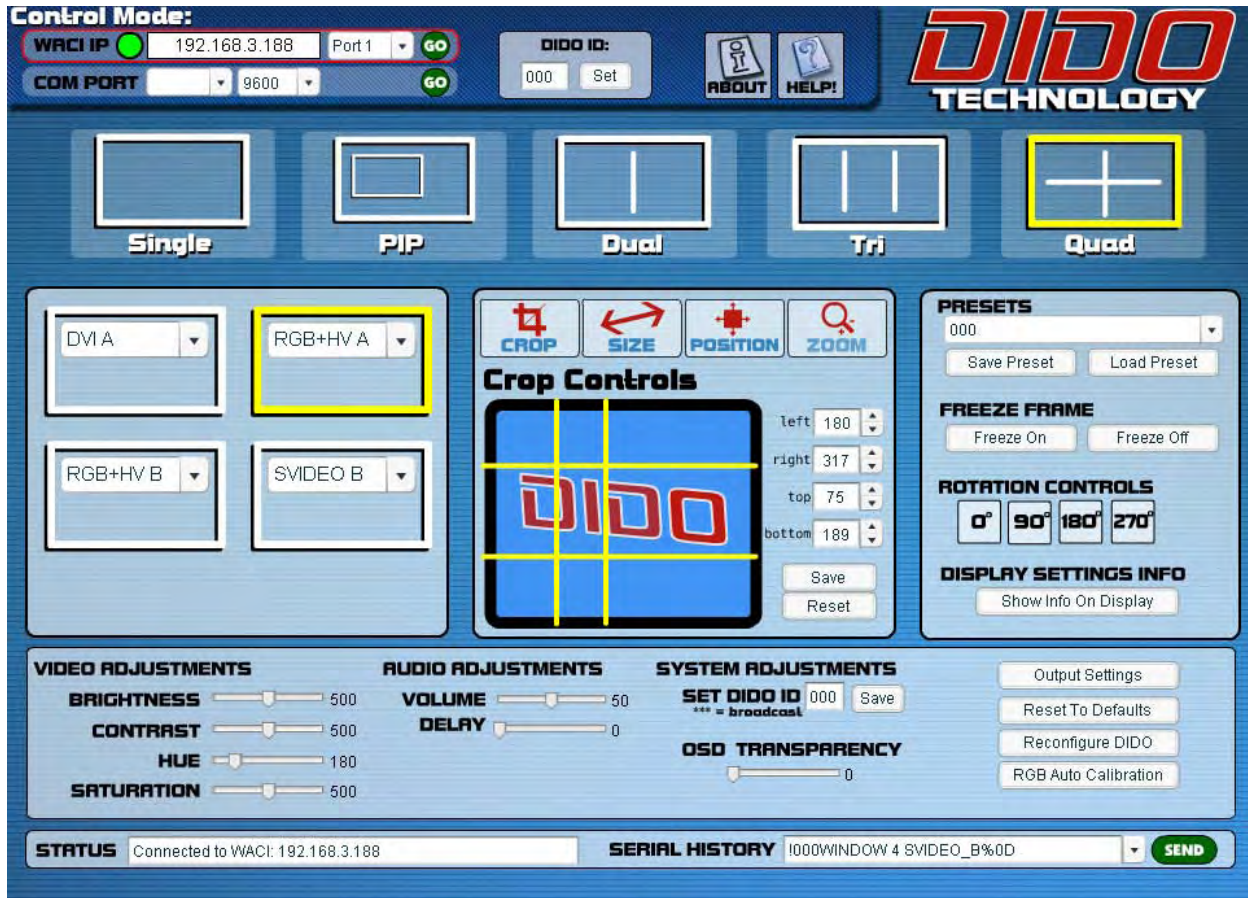 Control Mode:
WACI IP 192.168.3.188 Port 1 GO
COM PORT 9600 GO
DIDO ID:
000 Set
ABOUT HELP!
DIDO
TECHNOLOGY
Single PIP Dual Tri Quad
DVI A RGB+HV A
RGB+HV B SVIDEO B
CROP SIZE POSITION ZOOM
Crop Controls
DIDO
left 180
right 317
top 75
bottom 189
Save
Reset
PRESETS
000
Save Preset Load Preset
FREEZE FRAME
Freeze On Freeze Off
ROTATION CONTROLS
0° 90° 180° 270°
DISPLAY SETTINGS INFO
Show Info On Display
VIDEO ADJUSTMENTS
BRIGHTNESS 500
CONTRAST 500
HUE 180
SATURATION 500
AUDIO ADJUSTMENTS
VOLUME 50
DELAY 0
SYSTEM ADJUSTMENTS
SET DIDO ID 000 Save
*** = broadcast
OSD TRANSPARENCY
0
Output Settings
Reset To Defaults
Reconfigure DIDO
RGB Auto Calibration
STATUS Connected to WACI: 192.168.3.188
SERIAL HISTORY !000WINDOW 4 SVIDEO_B%0D SEND